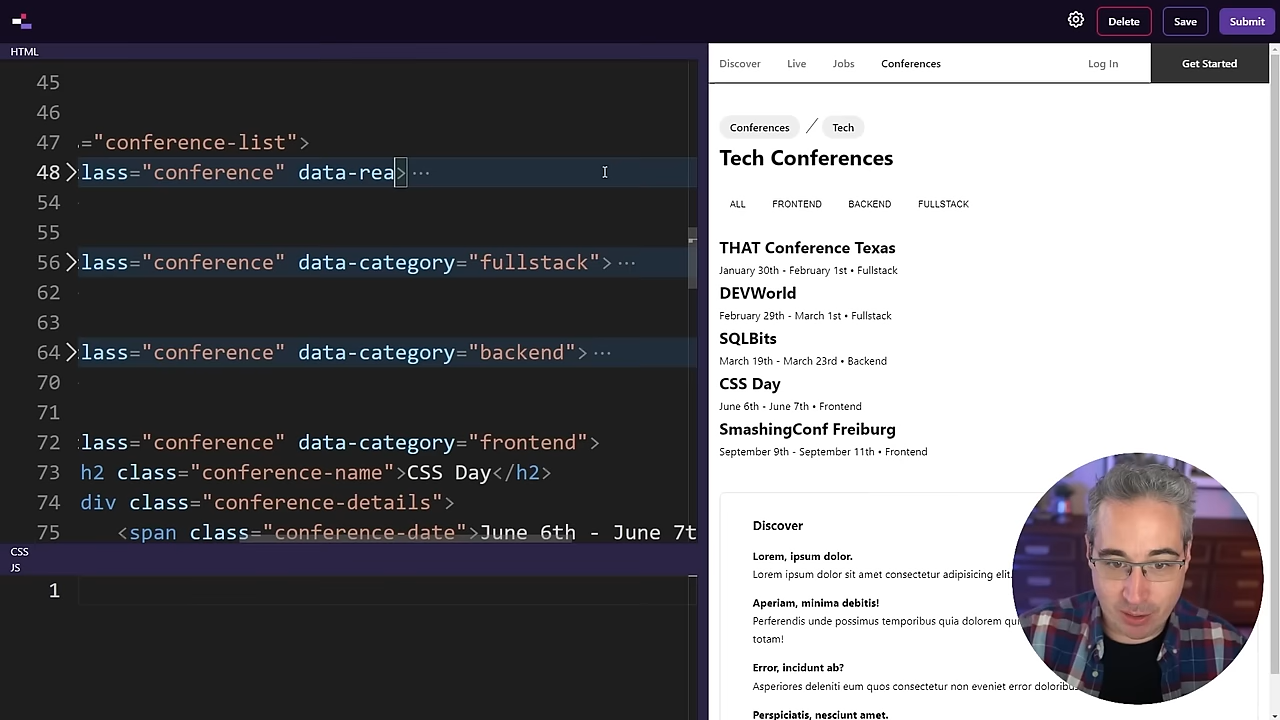 Delete
Save
Submit
HTML
45
46
47 ="conference-list">
48 lass="conference" data-rea> ···
54
55
56 lass="conference" data-category="fullstack"> ···
62
63
64 lass="conference" data-category="backend"> ···
70
71
72 lass="conference" data-category="frontend">
73 h2 class="conference-name">CSS Day</h2>
74 div class="conference-details">
75 <span class="conference-date">June 6th - June 7t
CSS
JS
1
Discover Live Jobs Conferences Log In Get Started
Conferences / Tech
Tech Conferences
ALL FRONTEND BACKEND FULLSTACK
THAT Conference Texas
January 30th - February 1st • Fullstack
DEVWorld
February 29th - March 1st • Fullstack
SQLBits
March 19th - March 23rd • Backend
CSS Day
June 6th - June 7th • Frontend
SmashingConf Freiburg
September 9th - September 11th • Frontend
Discover
Lorem, ipsum dolor.
Lorem ipsum dolor sit amet consectetur adipisicing elit.
Aperiam, minima debitis!
Perferendis unde possimus temporibus quia dolorem
totam!
Error, incidunt ab?
Asperiores deleniti eum quos consectetur non eveniet error
Perspiciatis, nesciunt amet.